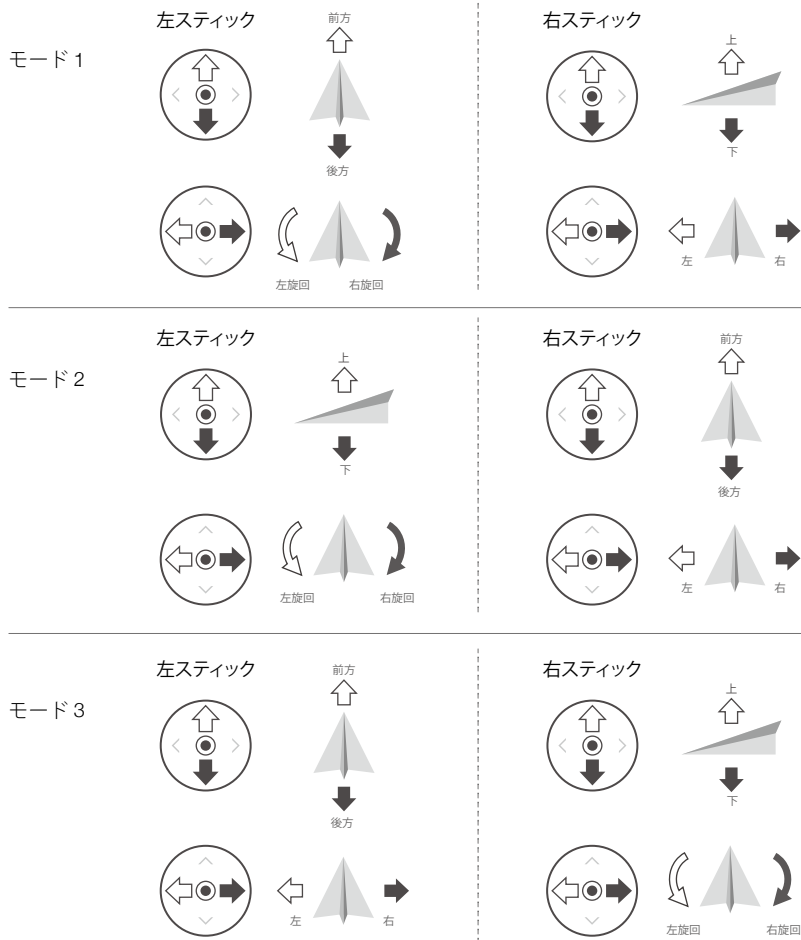 左スティック
右スティック
モード 1
前方
後方
上
下
左旋回
右旋回
左
右
左スティック
右スティック
モード 2
上
下
前方
後方
左旋回
右旋回
左
右
左スティック
右スティック
モード 3
前方
後方
上
下
左
右
左旋回
右旋回